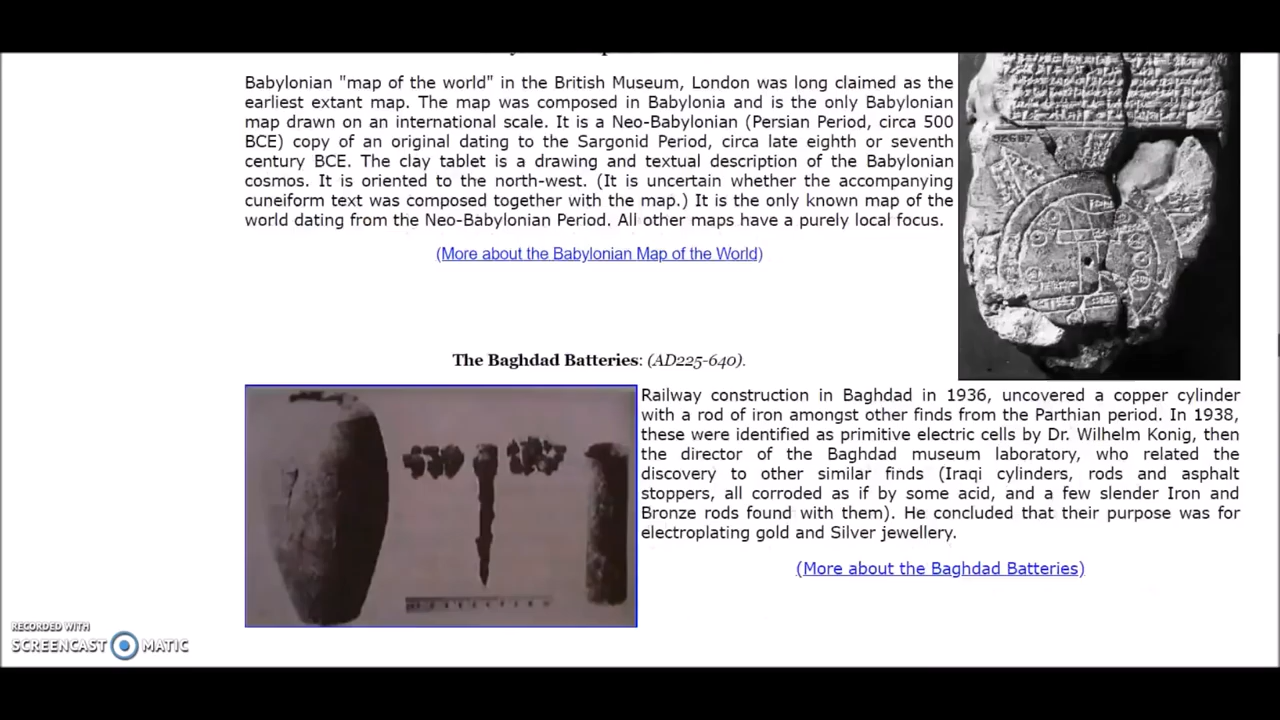 Babylonian "map of the world" in the British Museum, London was long claimed as the
earliest extant map. The map was composed in Babylonia and is the only Babylonian
map drawn on an international scale. It is a Neo-Babylonian (Persian Period, circa 500
BCE) copy of an original dating to the Sargonid Period, circa late eighth or seventh
century BCE. The clay tablet is a drawing and textual description of the Babylonian
cosmos. It is oriented to the north-west. (It is uncertain whether the accompanying
cuneiform text was composed together with the map.) It is the only known map of the
world dating from the Neo-Babylonian Period. All other maps have a purely local focus.
(More about the Babylonian Map of the World)
92687
The Baghdad Batteries: (AD225-640).
Railway construction in Baghdad in 1936, uncovered a copper cylinder
with a rod of iron amongst other finds from the Parthian period. In 1938,
these were identified as primitive electric cells by Dr. Wilhelm Konig, then
the director of the Baghdad museum laboratory, who related the
discovery to other similar finds (Iraqi cylinders, rods and asphalt
stoppers, all corroded as if by some acid, and a few slender Iron and
Bronze rods found with them). He concluded that their purpose was for
electroplating gold and Silver jewellery.
(More about the Baghdad Batteries)
RECORDED WITH
SCREENCAST MATIC